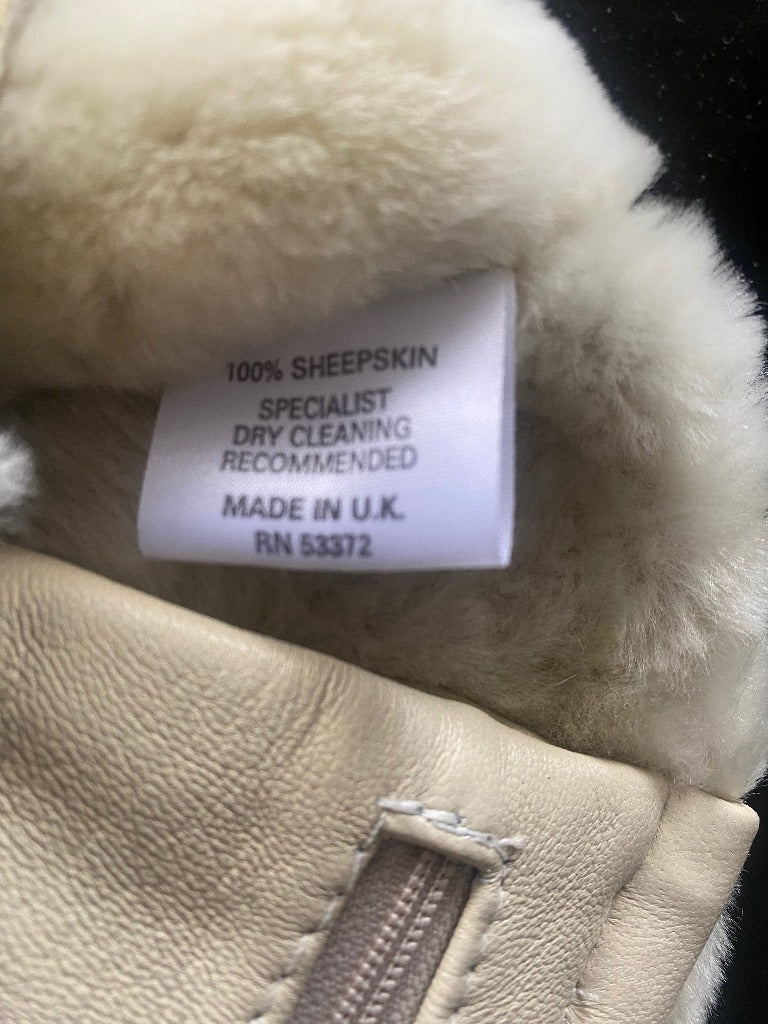 100% SHEEPSKIN
SPECIALIST
DRY CLEANING
RECOMMENDED
MADE IN U.K.
RN 53372